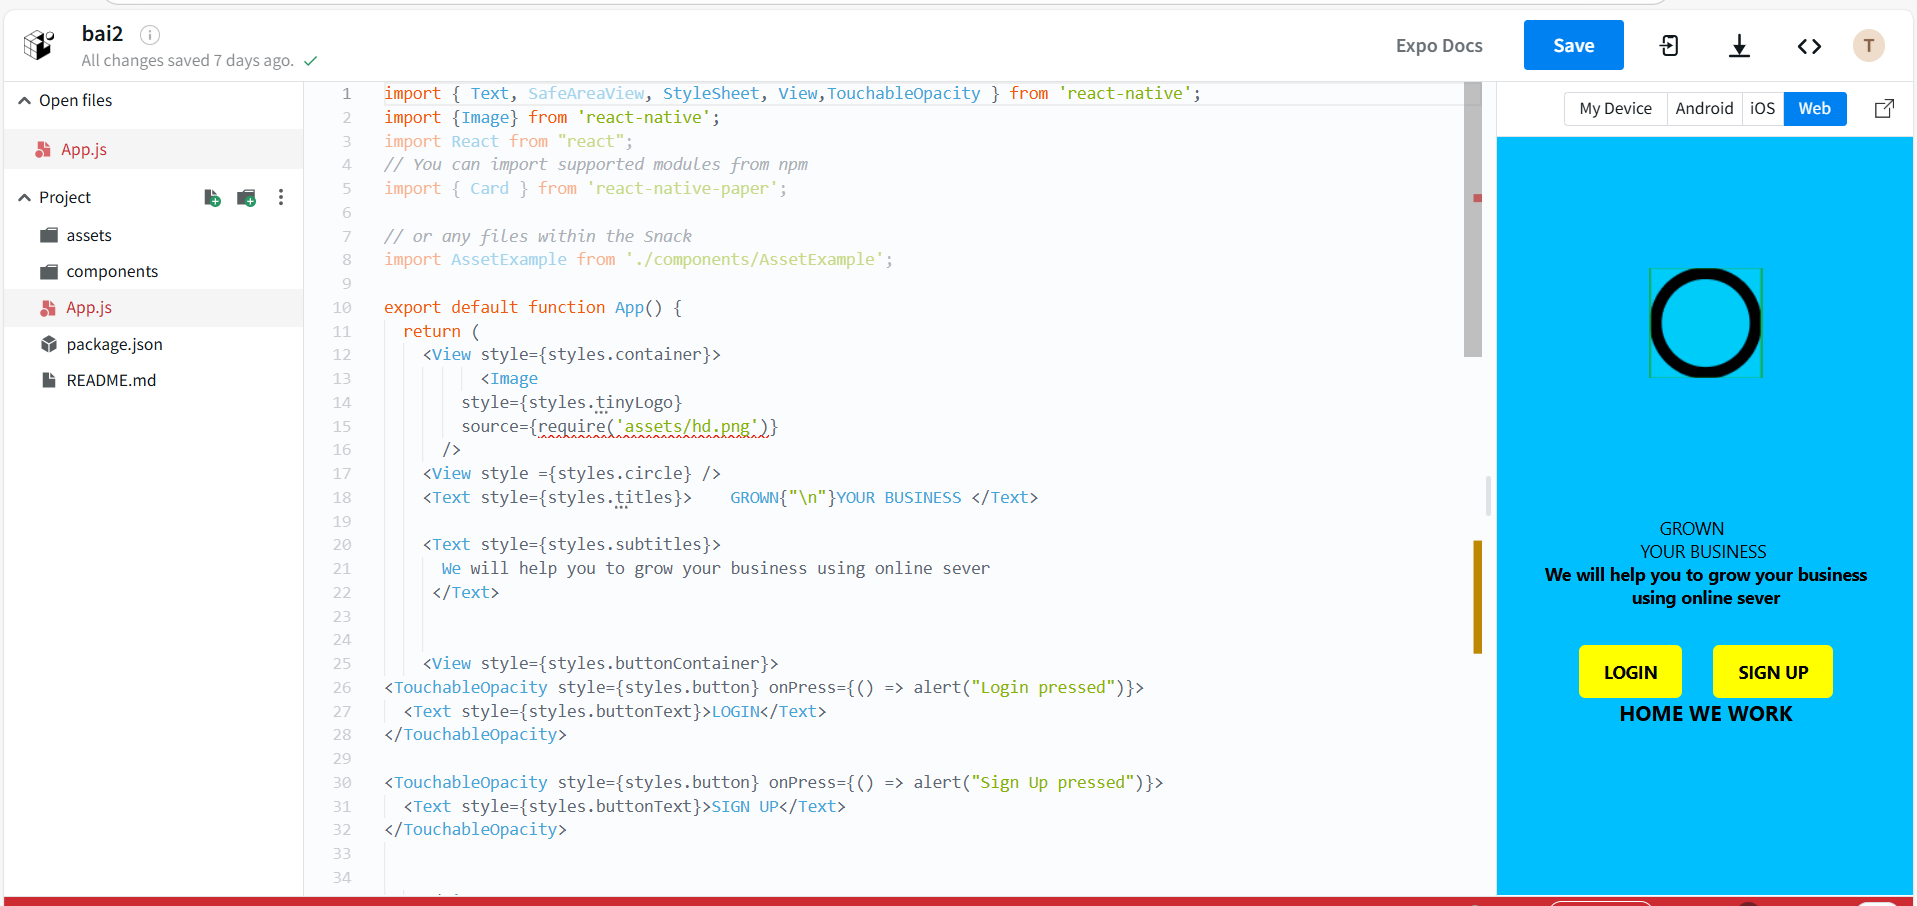 bai2
All changes saved 7 days ago.
Expo Docs
Save
T
Open files
App.js
Project
assets
components
App.js
package.json
README.md
1 import { Text, SafeAreaView, StyleSheet, View,TouchableOpacity } from 'react-native';
2 import {Image} from 'react-native';
3 import React from "react";
4 // You can import supported modules from npm
5 import { Card } from 'react-native-paper';
6
7 // or any files within the Snack
8 import AssetExample from './components/AssetExample';
9
10 export default function App() {
11 return (
12 <View style={styles.container}>
13 <Image
14 style={styles.tinyLogo}
15 source={require('assets/hd.png')}
16 />
17 <View style ={styles.circle} />
18 <Text style={styles.titles}> GROWN{"\n"}YOUR BUSINESS </Text>
19
20 <Text style={styles.subtitles}>
21 We will help you to grow your business using online sever
22 </Text>
23
24
25 <View style={styles.buttonContainer}>
26 <TouchableOpacity style={styles.button} onPress={() => alert("Login pressed")}>
27 <Text style={styles.buttonText}>LOGIN</Text>
28 </TouchableOpacity>
29
30 <TouchableOpacity style={styles.button} onPress={() => alert("Sign Up pressed")}>
31 <Text style={styles.buttonText}>SIGN UP</Text>
32 </TouchableOpacity>
33
34
My Device Android iOS Web
GROWN
YOUR BUSINESS
We will help you to grow your business
using online sever
LOGIN SIGN UP
HOME WE WORK